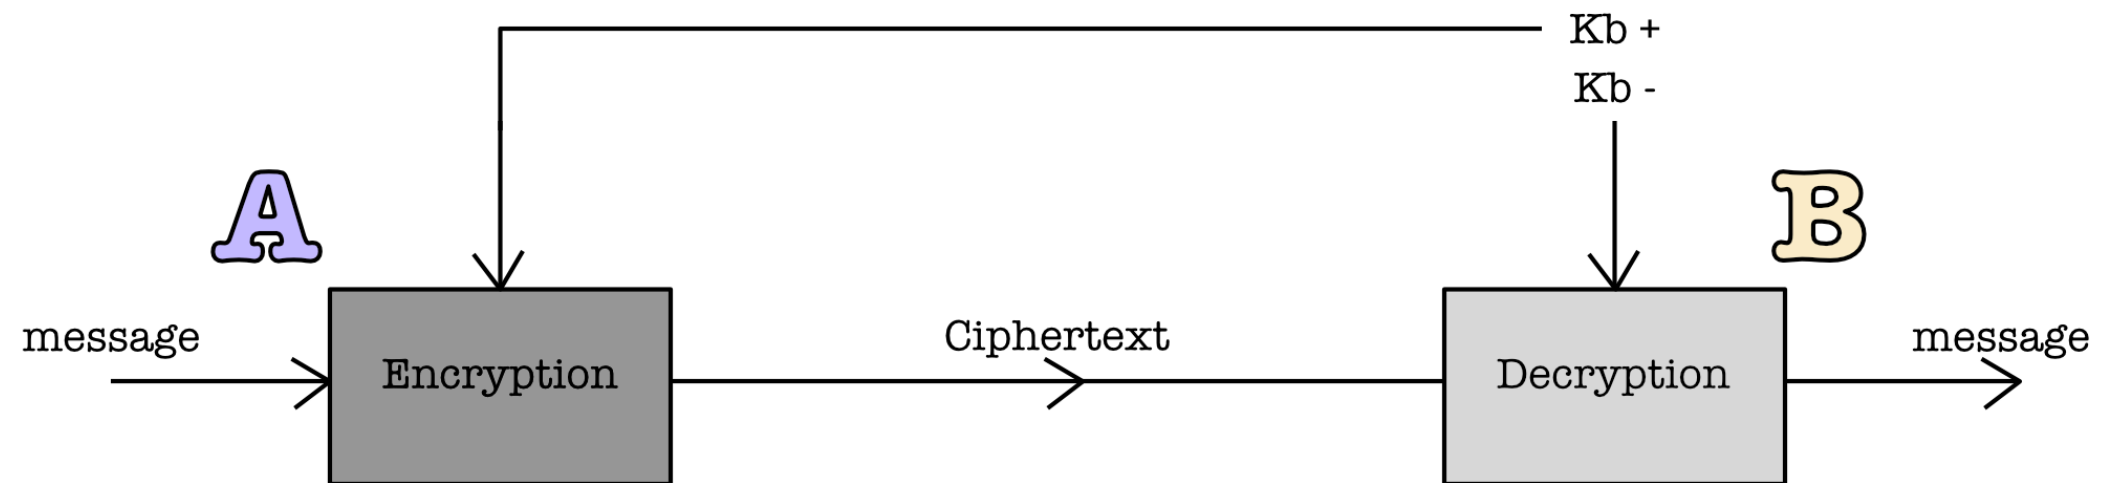 Kb +
Kb -
A
B
message
Ciphertext
message
Encryption
Decryption